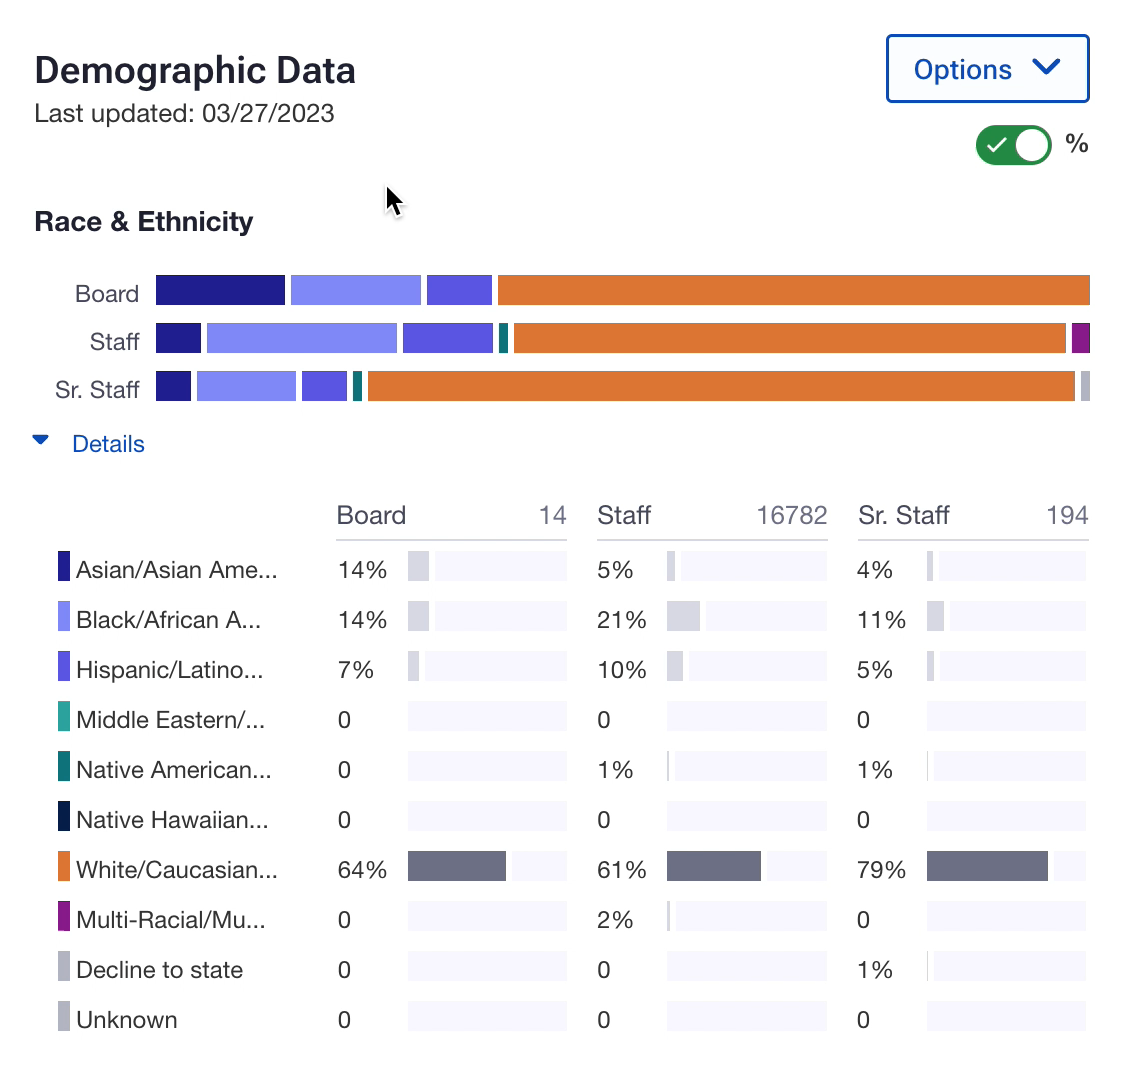 Demographic Data
Options
Last updated: 03/27/2023
%
Race & Ethnicity
Board
Staff
Sr. Staff
Details
Board 14 Staff 16782 Sr. Staff 194
Asian/Asian Ame... 14% 5% 4%
Black/African A... 14% 21% 11%
Hispanic/Latino... 7% 10% 5%
Middle Eastern/... 0 0 0
Native American... 0 1% 1%
Native Hawaiian... 0 0 0
White/Caucasian... 64% 61% 79%
Multi-Racial/Mu... 0 2% 0
Decline to state 0 0 1%
Unknown 0 0 0